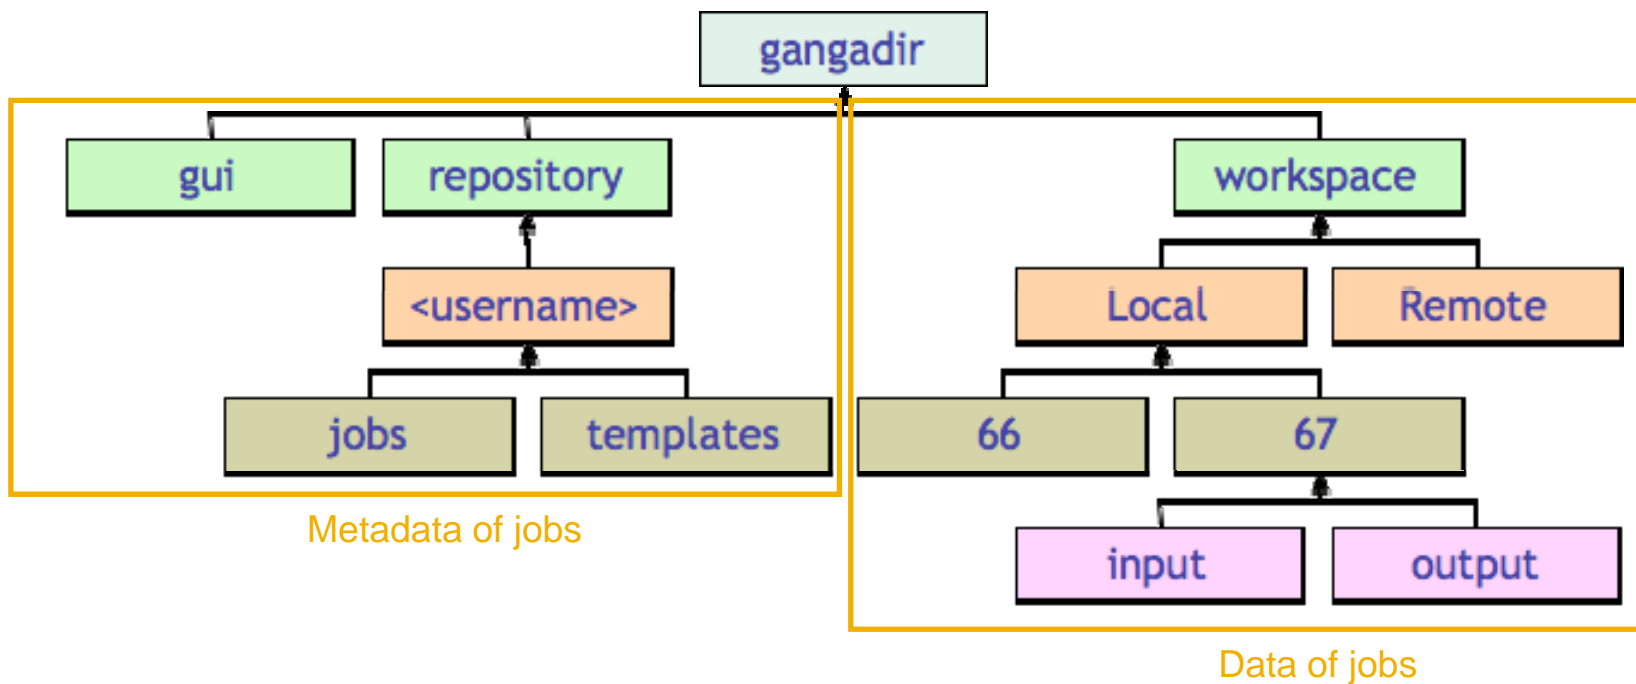 gangadir
gui
repository
workspace
<username>
Local
Remote
jobs
templates
66
67
Metadata of jobs
input
output
Data of jobs